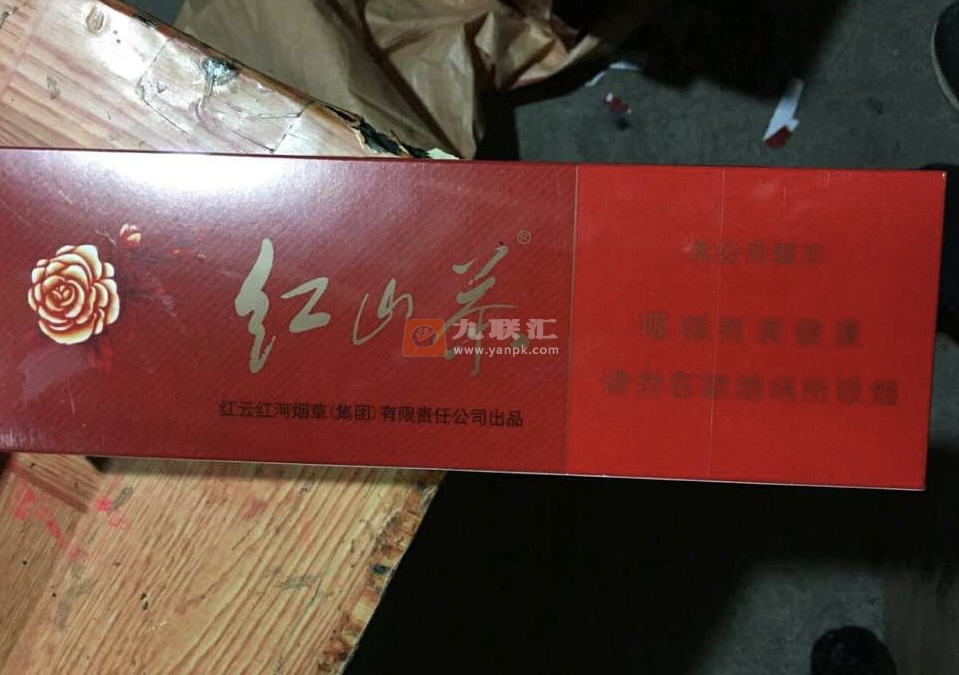 红山茶®
九联汇
www.yanpk.com
红云红河烟草(集团)有限责任公司出品
本公司提示
吸烟有害健康
请勿在禁烟场所吸烟